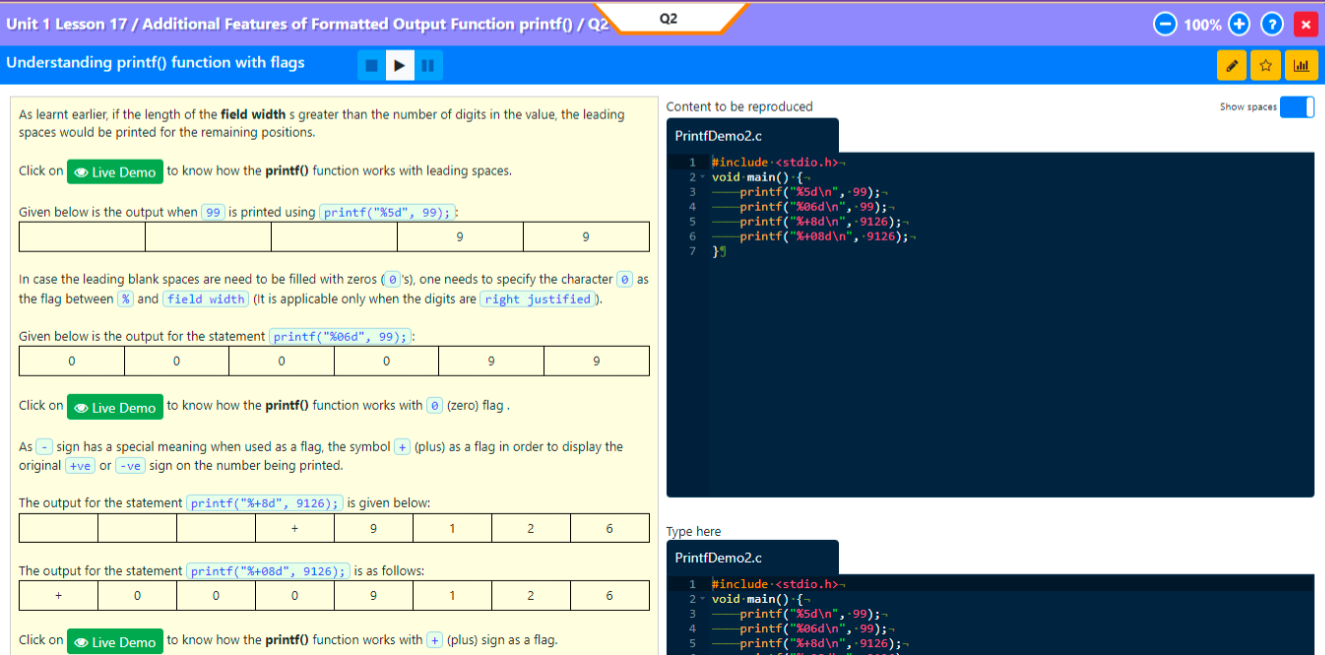 Unit 1 Lesson 17 / Additional Features of Formatted Output Function printf() / Q2
Q2
100%
?
×
Understanding printf() function with flags
As learnt earlier, if the length of the field width s greater than the number of digits in the value, the leading
spaces would be printed for the remaining positions.
Click on Live Demo to know how the printf() function works with leading spaces.
Given below is the output when 99 is printed using printf("%5d", 99);:
9 9
In case the leading blank spaces are need to be filled with zeros (0's), one needs to specify the character 0 as
the flag between % and field width (It is applicable only when the digits are right justified).
Given below is the output for the statement printf("%06d", 99);:
0 0 0 0 9 9
Click on Live Demo to know how the printf() function works with 0 (zero) flag .
As - sign has a special meaning when used as a flag, the symbol + (plus) as a flag in order to display the
original +ve or -ve sign on the number being printed.
The output for the statement printf("%+8d", 9126); is given below:
+ 9 1 2 6
The output for the statement printf("%+08d", 9126); is as follows:
+ 0 0 0 9 1 2 6
Click on Live Demo to know how the printf() function works with + (plus) sign as a flag.
Content to be reproduced
Show spaces
PrintfDemo2.c
1 #include·<stdio.h>¬
2 void·main()·{¬
3 ————printf("%5d\n",·99);¬
4 ————printf("%06d\n",·99);¬
5 ————printf("%+8d\n",·9126);¬
6 ————printf("%+08d\n",·9126);¬
7 }¶
Type here
PrintfDemo2.c
1 #include·<stdio.h>¬
2 void·main()·{¬
3 ————printf("%5d\n",·99);¬
4 ————printf("%06d\n",·99);¬
5 ————printf("%+8d\n",·9126);¬